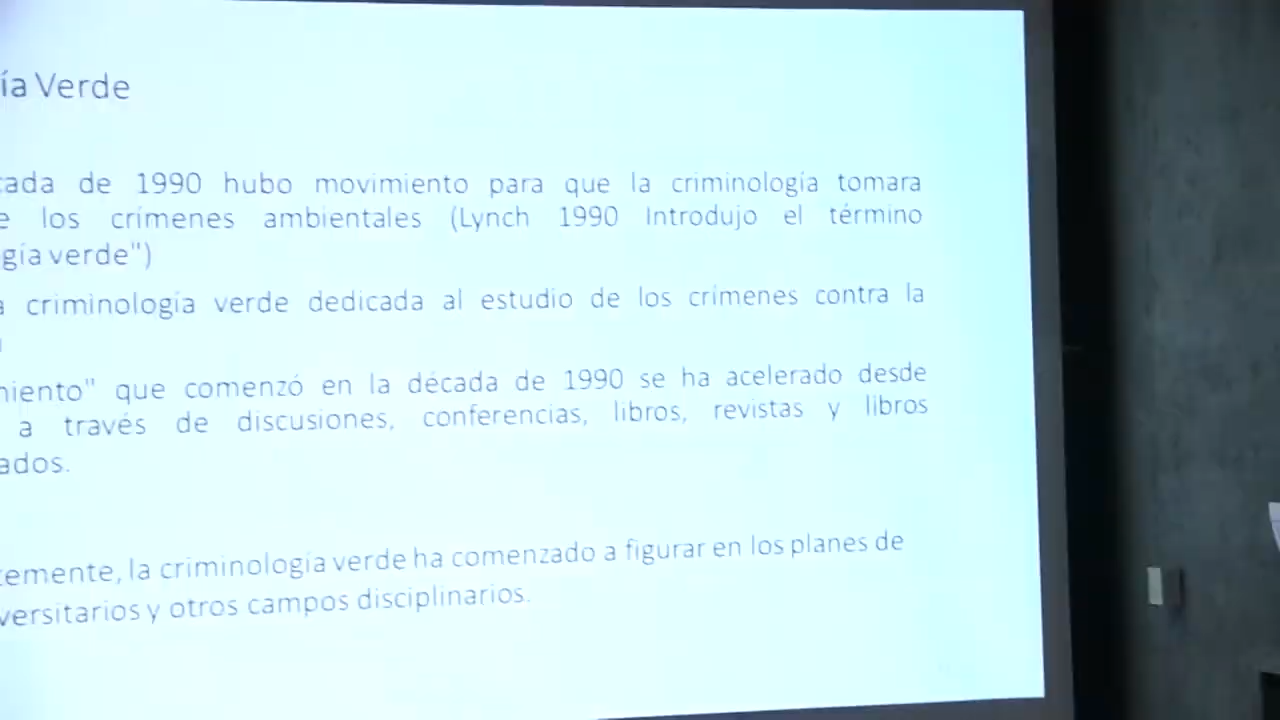 ía Verde
cada de 1990 hubo movimiento para que la criminología tomara
e los crímenes ambientales (Lynch 1990 Introdujo el término
gía verde")
a criminología verde dedicada al estudio de los crímenes contra la
miento" que comenzó en la década de 1990 se ha acelerado desde
a través de discusiones, conferencias, libros, revistas y libros
ados.
temente, la criminología verde ha comenzado a figurar en los planes de
versitarios y otros campos disciplinarios.